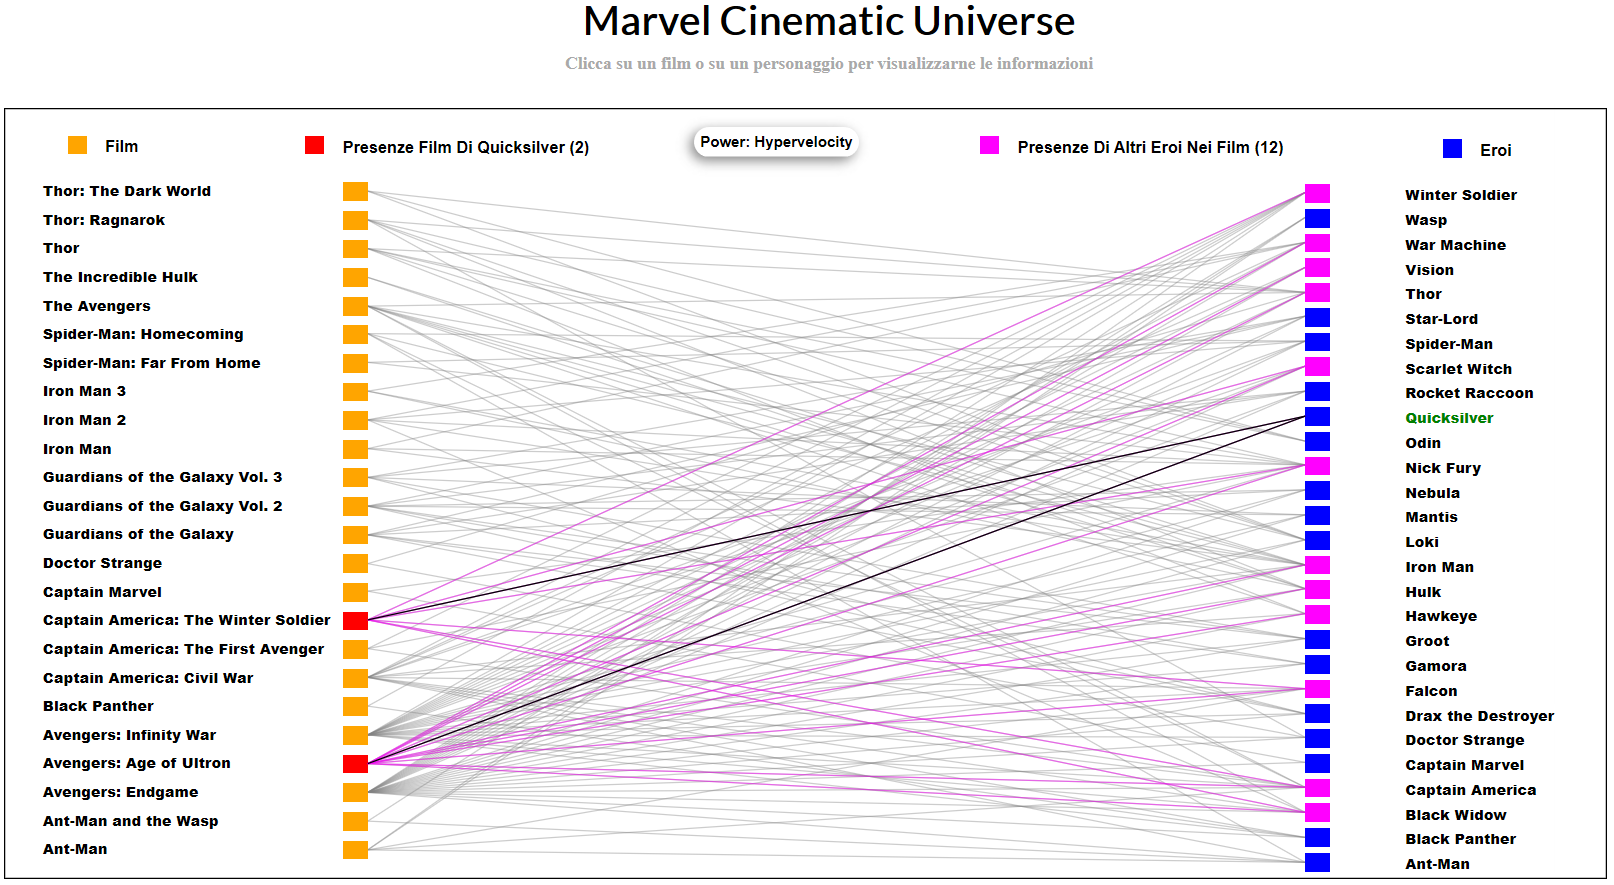 Marvel Cinematic Universe
Clicca su un film o su un personaggio per visualizzarne le informazioni
Film
Presenze Film Di Quicksilver (2)
Power: Hypervelocity
Presenze Di Altri Eroi Nei Film (12)
Eroi
Thor: The Dark World
Thor: Ragnarok
Thor
The Incredible Hulk
The Avengers
Spider-Man: Homecoming
Spider-Man: Far From Home
Iron Man 3
Iron Man 2
Iron Man
Guardians of the Galaxy Vol. 3
Guardians of the Galaxy Vol. 2
Guardians of the Galaxy
Doctor Strange
Captain Marvel
Captain America: The Winter Soldier
Captain America: The First Avenger
Captain America: Civil War
Black Panther
Avengers: Infinity War
Avengers: Age of Ultron
Avengers: Endgame
Ant-Man and the Wasp
Ant-Man
Winter Soldier
Wasp
War Machine
Vision
Thor
Star-Lord
Spider-Man
Scarlet Witch
Rocket Raccoon
Quicksilver
Odin
Nick Fury
Nebula
Mantis
Loki
Iron Man
Hulk
Hawkeye
Groot
Gamora
Falcon
Drax the Destroyer
Doctor Strange
Captain Marvel
Captain America
Black Widow
Black Panther
Ant-Man